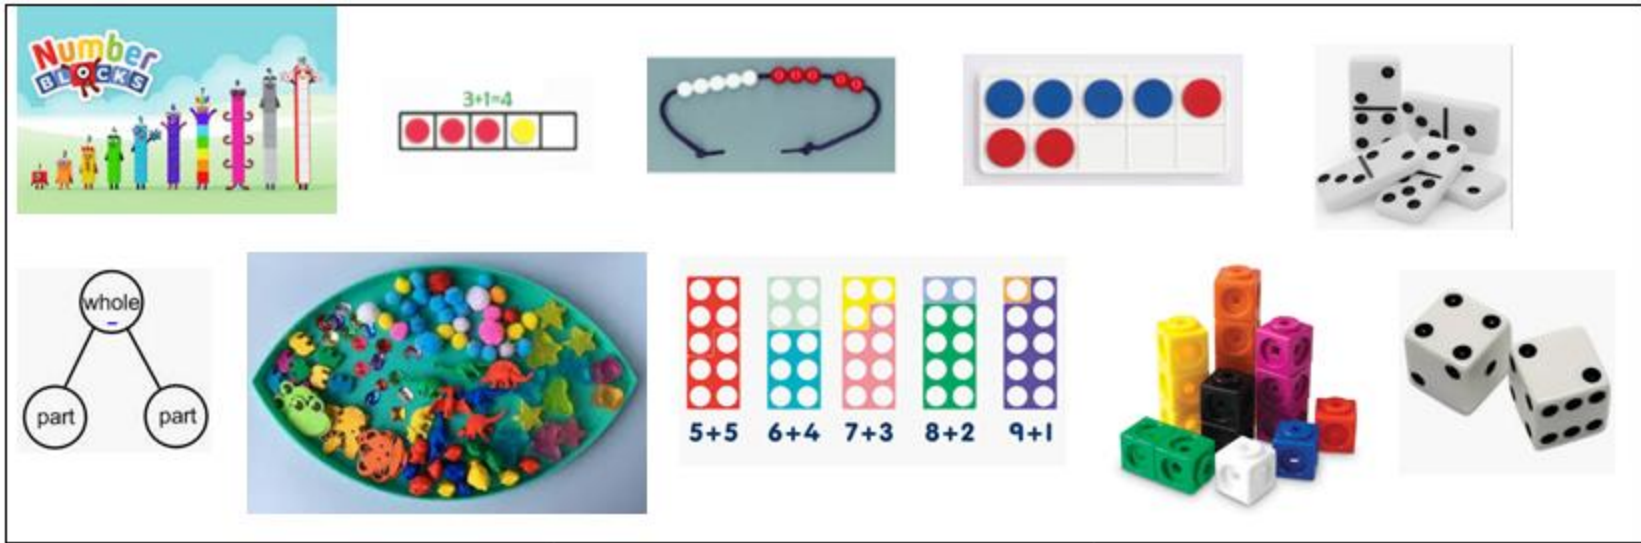 Number
BLOCKS
3+1=4
whole
part
part
5+5 6+4 7+3 8+2 9+1